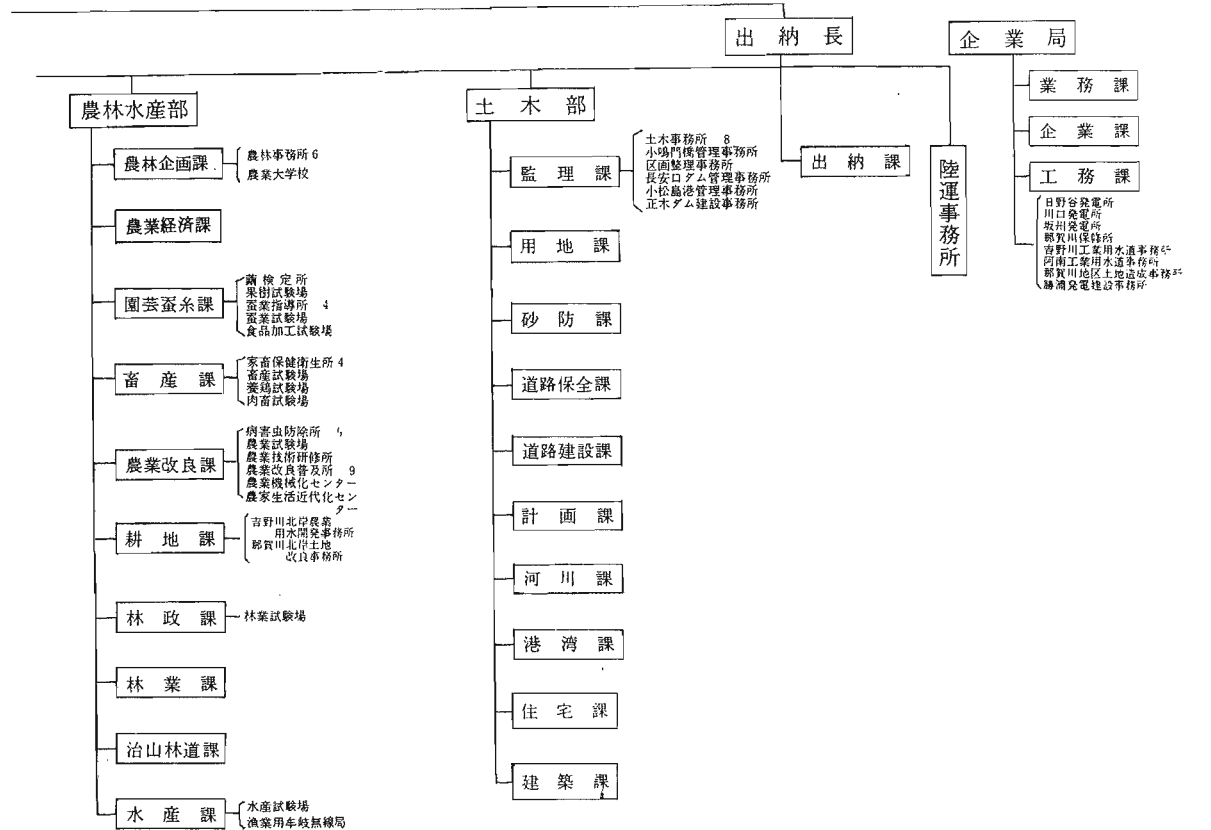 出納長
企業局
農林水産部
農林企画課
農林事務所 6
農業大学校
農業経済課
園芸蚕糸課
繭検定所
果樹試験場
蚕業指導所 4
蚕業試験場
食品加工試験場
畜産課
家畜保健衛生所 4
畜産試験場
養鶏試験場
肉畜試験場
農業改良課
病害虫防除所
農業試験場
農業技術研修所
農業改良普及所 9
農業機械化センター
農家生活近代化セン
ター
耕地課
吉野川北岸農業
用水開発事務所
那賀川北岸土地
改良事務所
林政課
林業試験場
林業課
治山林道課
水産課
水産試験場
漁業用牟岐無線局
土木部
監理課
土木事務所 8
小鳴門橋管理事務所
区画整理事務所
長安口ダム管理事務所
小松島港管理事務所
正木ダム建設事務所
用地課
砂防課
道路保全課
道路建設課
計画課
河川課
港湾課
住宅課
建築課
出納課
陸運事務所
業務課
企業課
工務課
日野谷発電所
川口発電所
坂州発電所
那賀川保修所
吉野川工業用水道事務所
阿南工業用水道事務所
那賀川地区土地造成事務所
勝浦発電建設事務所